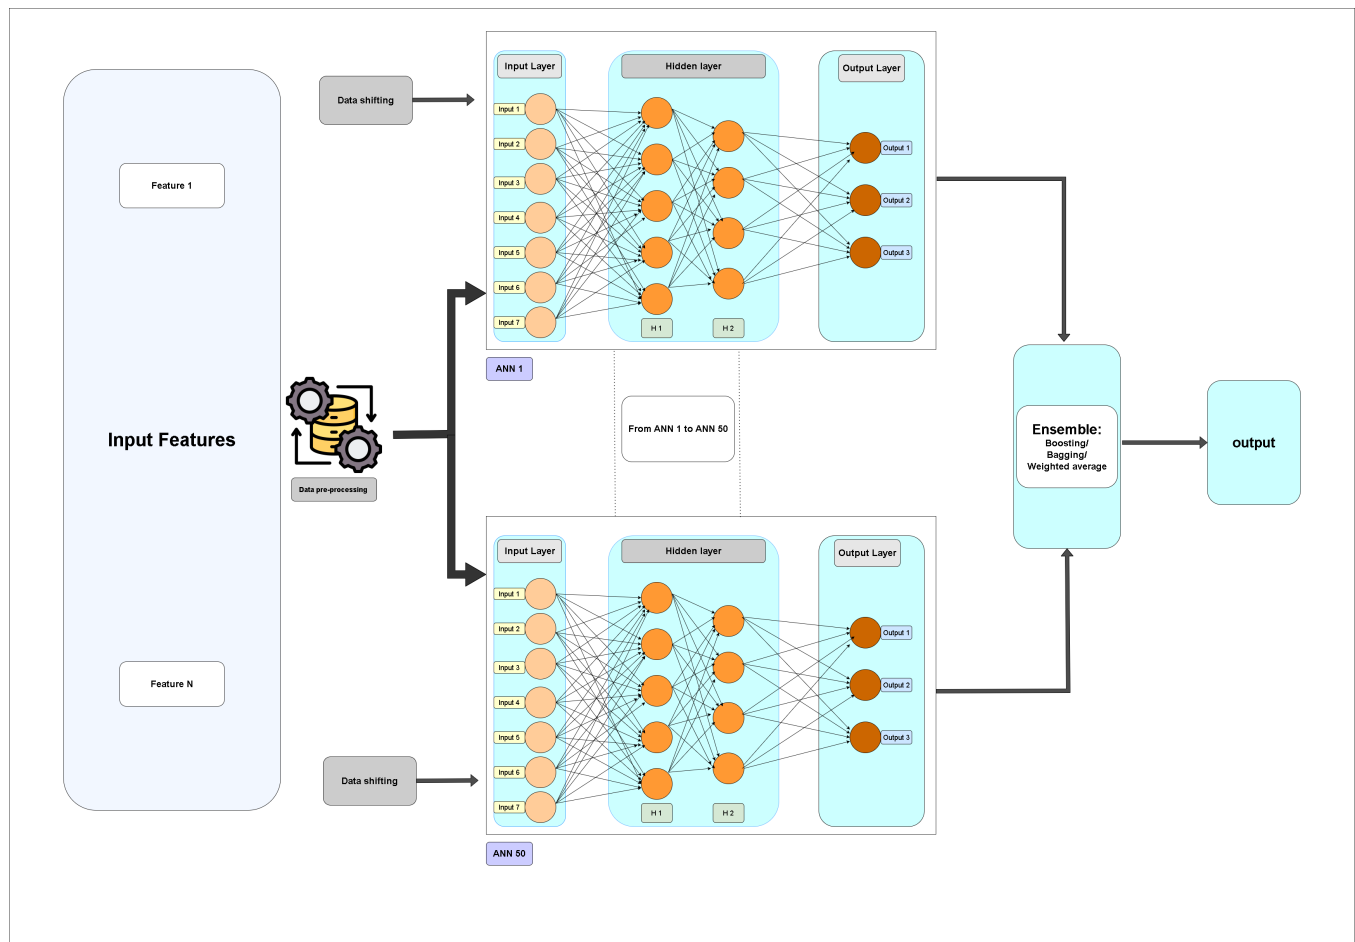 Input Features
Feature 1
Feature N
Data pre-processing
Data shifting
Input Layer
Hidden layer
Output Layer
Input 1
Input 2
Input 3
Input 4
Input 5
Input 6
Input 7
H 1
H 2
Output 1
Output 2
Output 3
ANN 1
From ANN 1 to ANN 50
Data shifting
Input Layer
Hidden layer
Output Layer
Input 1
Input 2
Input 3
Input 4
Input 5
Input 6
Input 7
H 1
H 2
Output 1
Output 2
Output 3
ANN 50
Ensemble:
Boosting/
Bagging/
Weighted average
output